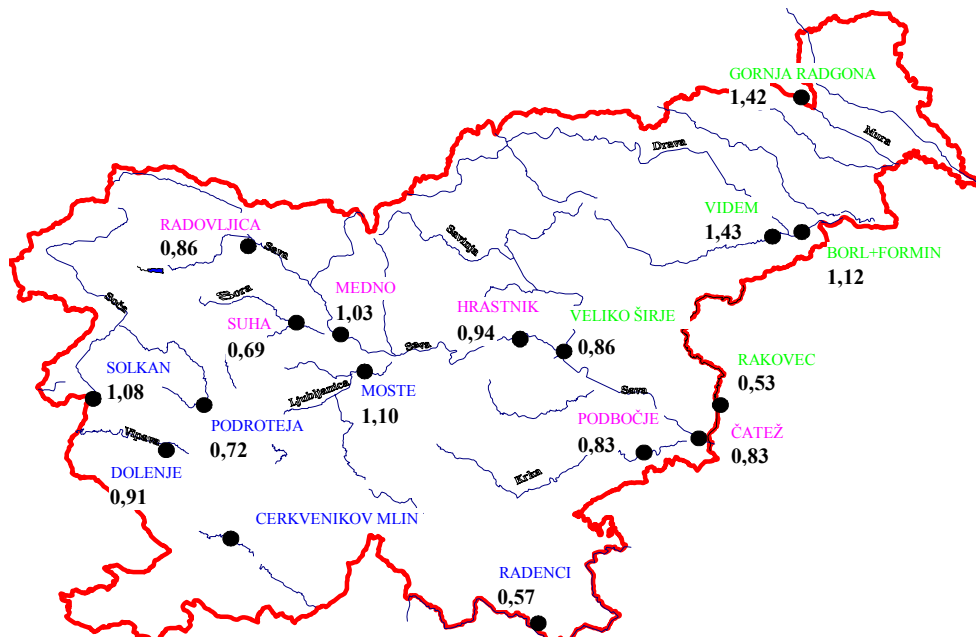 GORNJA RADGONA
1,42
Mura
Drava
VIDEM
1,43
BORL+FORMIN
1,12
RADOVLJICA
0,86
Sava
Savinja
Soča
Sora
MEDNO
1,03
HRASTNIK
0,94
SUHA
0,69
VELIKO ŠIRJE
0,86
Sava
SOLKAN
1,08
RAKOVEC
0,53
Ljubljanica
MOSTE
1,10
Sava
PODROTEJA
0,72
PODBOČJE
0,83
ČATEŽ
0,83
Vipava
DOLENJE
0,91
Krka
CERKVENIKOV MLIN
RADENCI
0,57